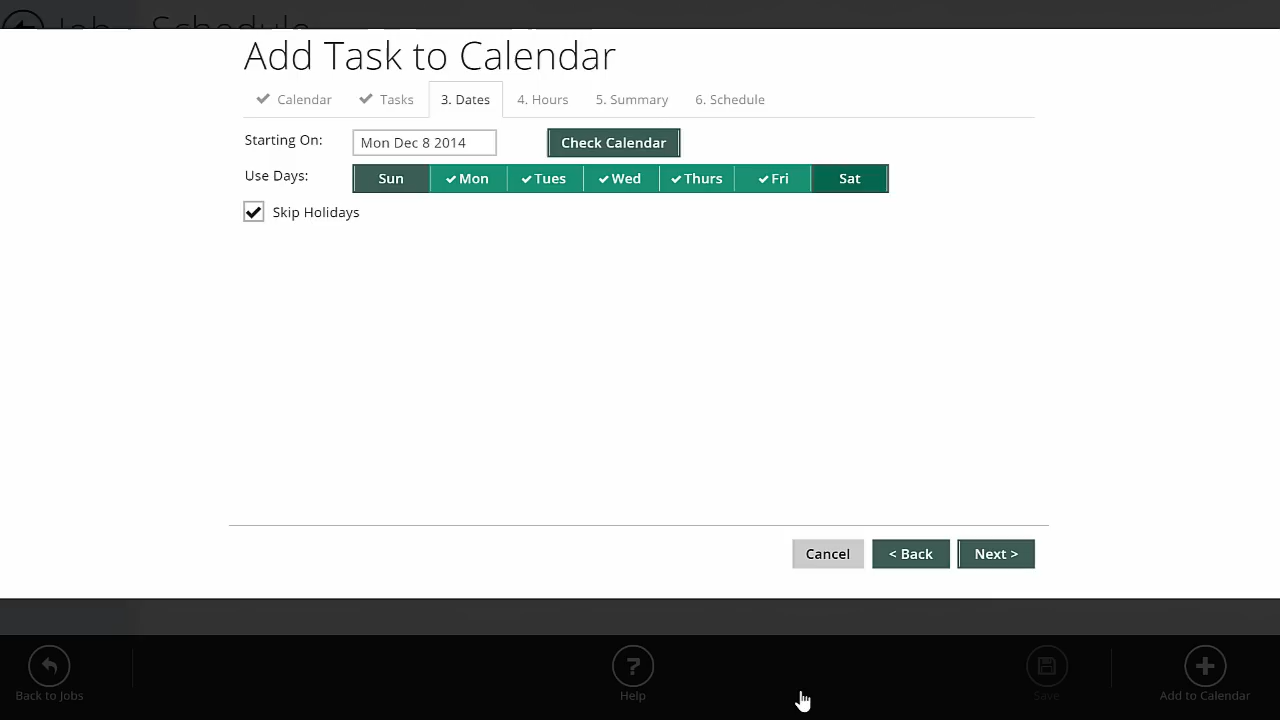 Job - Schedule
Add Task to Calendar
Calendar Tasks 3. Dates 4. Hours 5. Summary 6. Schedule
Starting On: Mon Dec 8 2014 Check Calendar
Use Days: Sun Mon Tues Wed Thurs Fri Sat
Skip Holidays
Cancel < Back Next >
Back to Jobs Help Save Add to Calendar